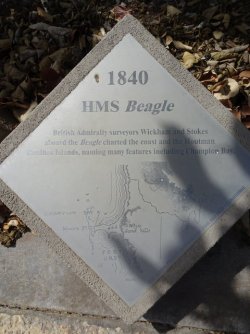 1840
HMS Beagle
British Admiralty surveyors Wickham and Stokes
aboard the Beagle charted the coast and the Houtman
Abrolhos Islands, naming many features including Champion Bay.